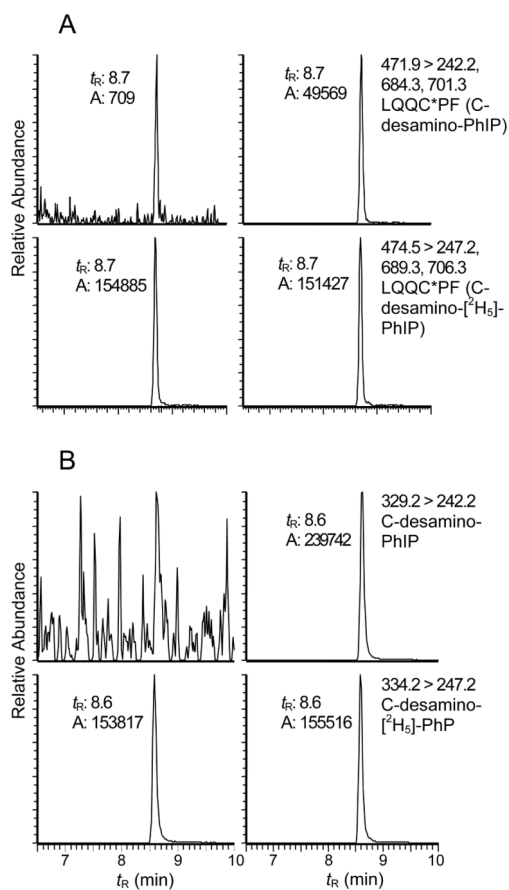 A
Relative Abundance
tR: 8.7
A: 709
tR: 8.7
A: 49569
471.9 > 242.2,
684.3, 701.3
LQQC*PF (C-
desamino-PhIP)
tR: 8.7
A: 154885
tR: 8.7
A: 151427
474.5 > 247.2,
689.3, 706.3
LQQC*PF (C-
desamino-[²H₅]-
PhIP)
B
Relative Abundance
tR: 8.6
A: 239742
329.2 > 242.2
C-desamino-
PhIP
tR: 8.6
A: 153817
tR: 8.6
A: 155516
334.2 > 247.2
C-desamino-
[²H₅]-PhP
7 8 9 10 7 8 9 10
tR (min) tR (min)